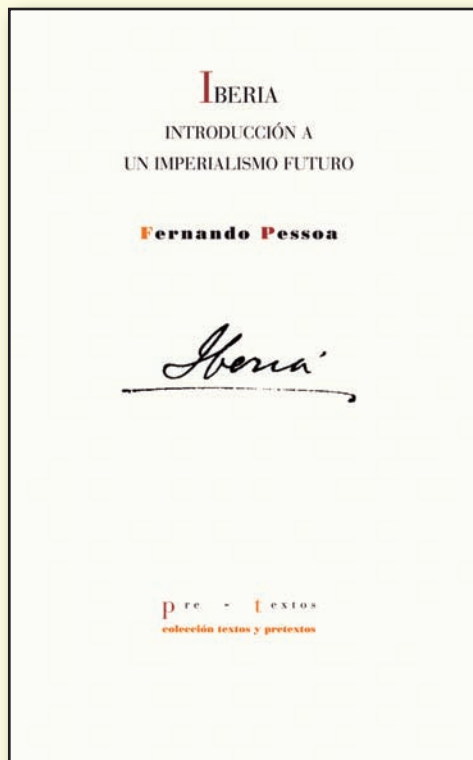 IBERIA
INTRODUCCIÓN A
UN IMPERIALISMO FUTURO
Fernando Pessoa
Iberia
pre - textos
colección textos y pretextos